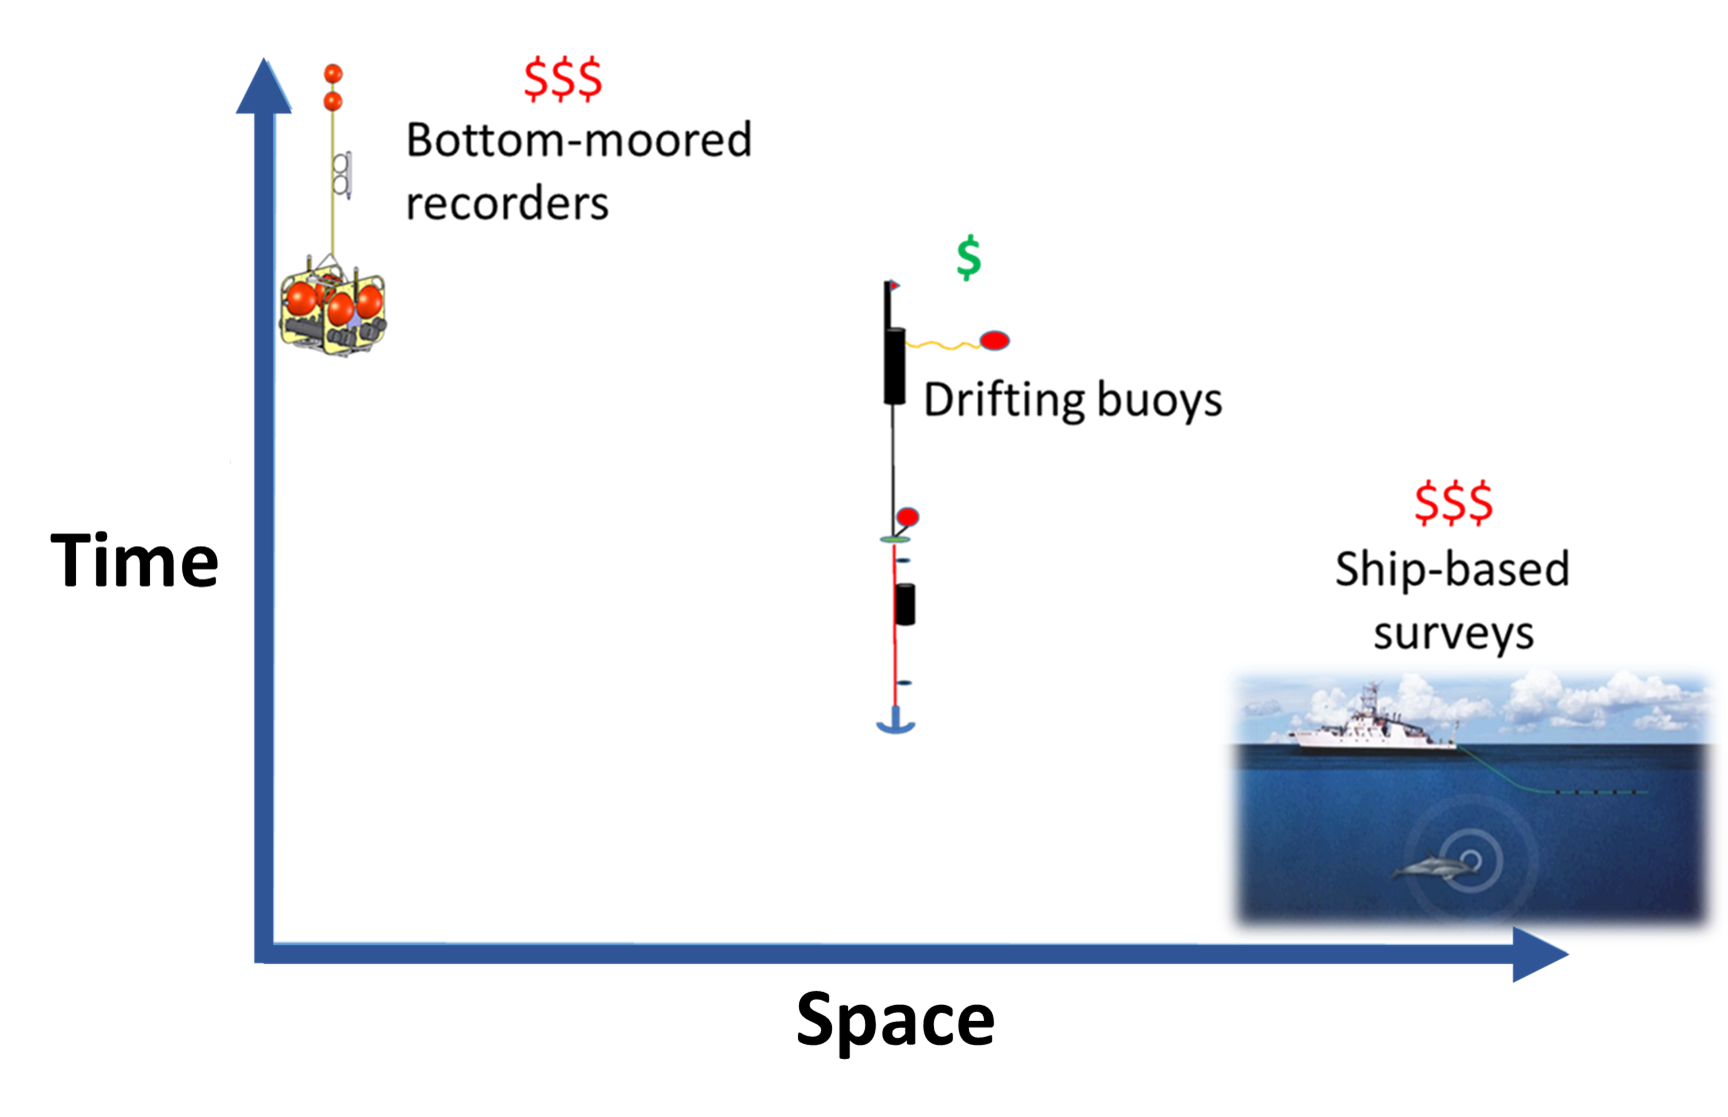 $$$
Bottom-moored
recorders
$
Drifting buoys
$$$
Ship-based
surveys
Time
Space